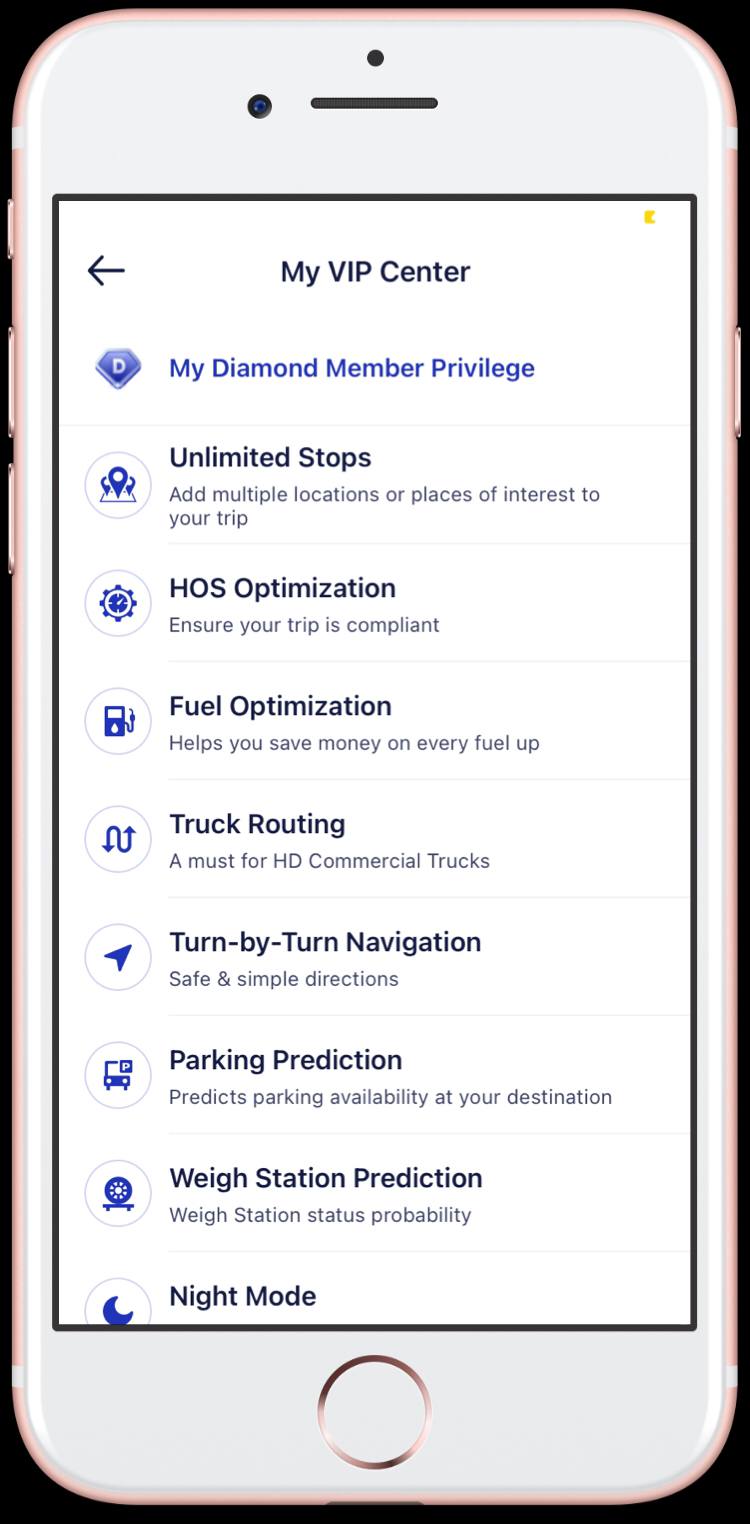 My VIP Center
D
My Diamond Member Privilege
Unlimited Stops
Add multiple locations or places of interest to
your trip
HOS Optimization
Ensure your trip is compliant
Fuel Optimization
Helps you save money on every fuel up
Truck Routing
A must for HD Commercial Trucks
Turn-by-Turn Navigation
Safe & simple directions
P
Parking Prediction
Predicts parking availability at your destination
Weigh Station Prediction
Weigh Station status probability
Night Mode